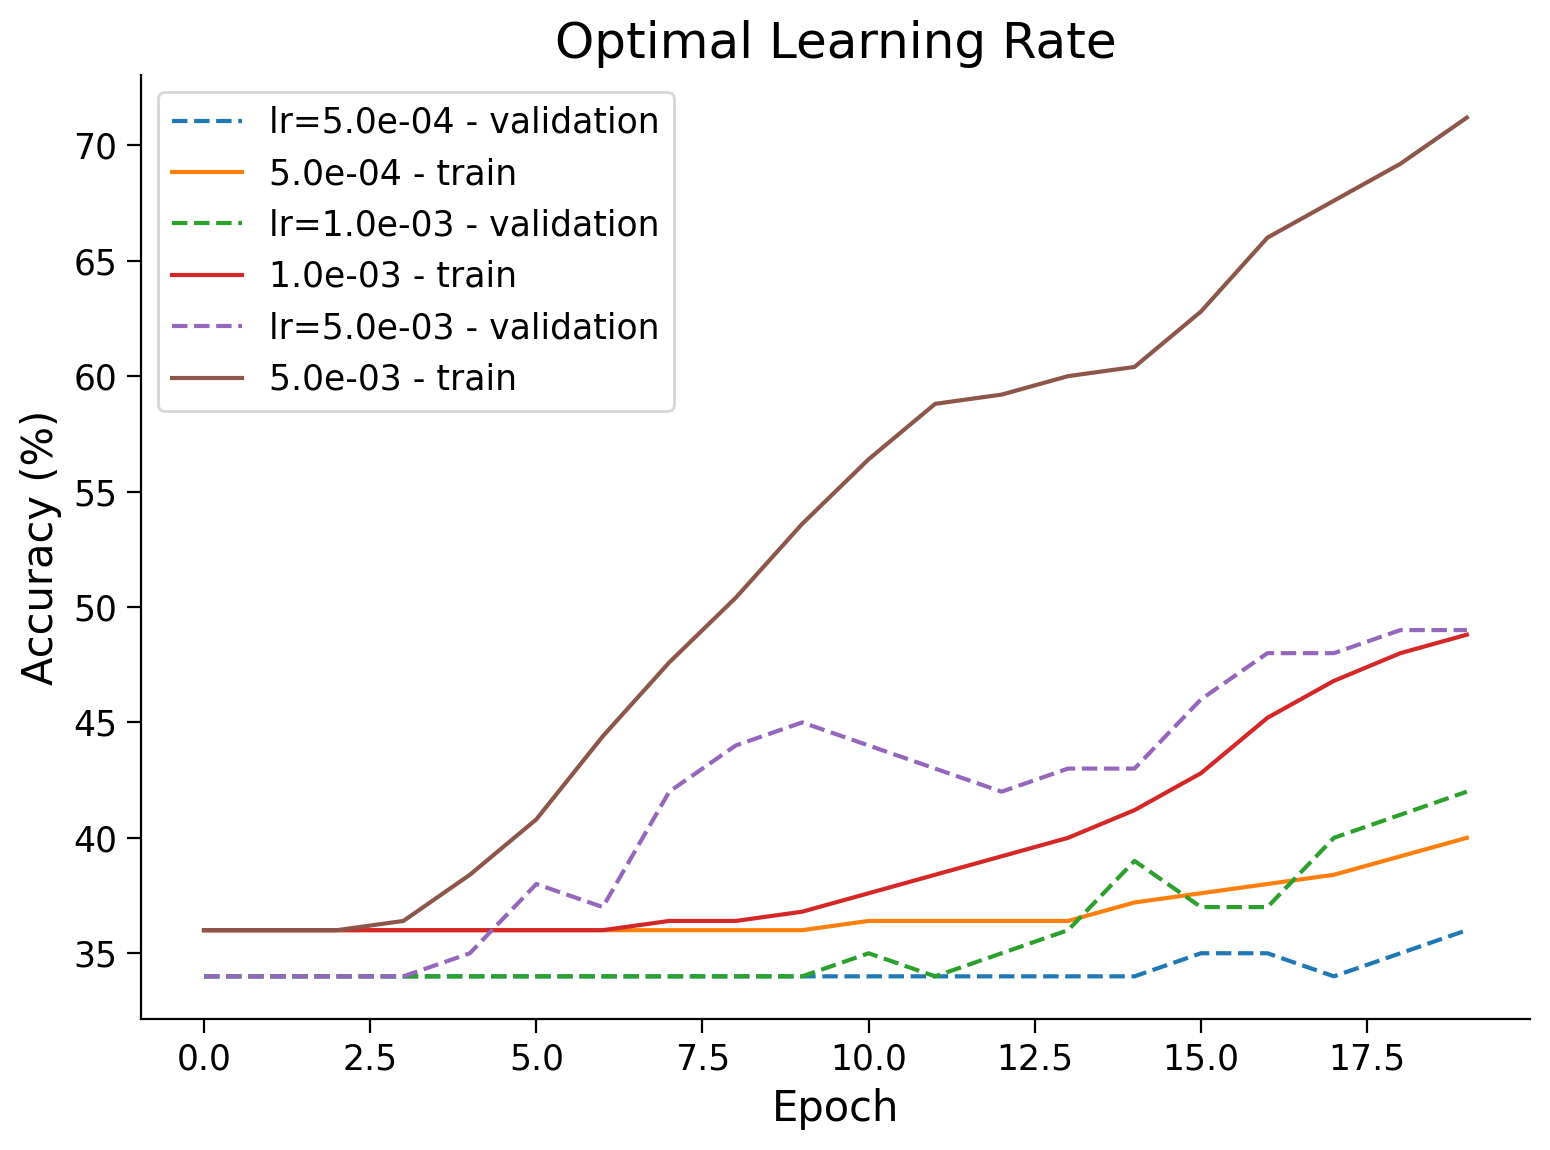 Optimal Learning Rate
lr=5.0e-04 - validation
5.0e-04 - train
lr=1.0e-03 - validation
1.0e-03 - train
lr=5.0e-03 - validation
5.0e-03 - train
Accuracy (%)
70
65
60
55
50
45
40
35
0.0 2.5 5.0 7.5 10.0 12.5 15.0 17.5
Epoch